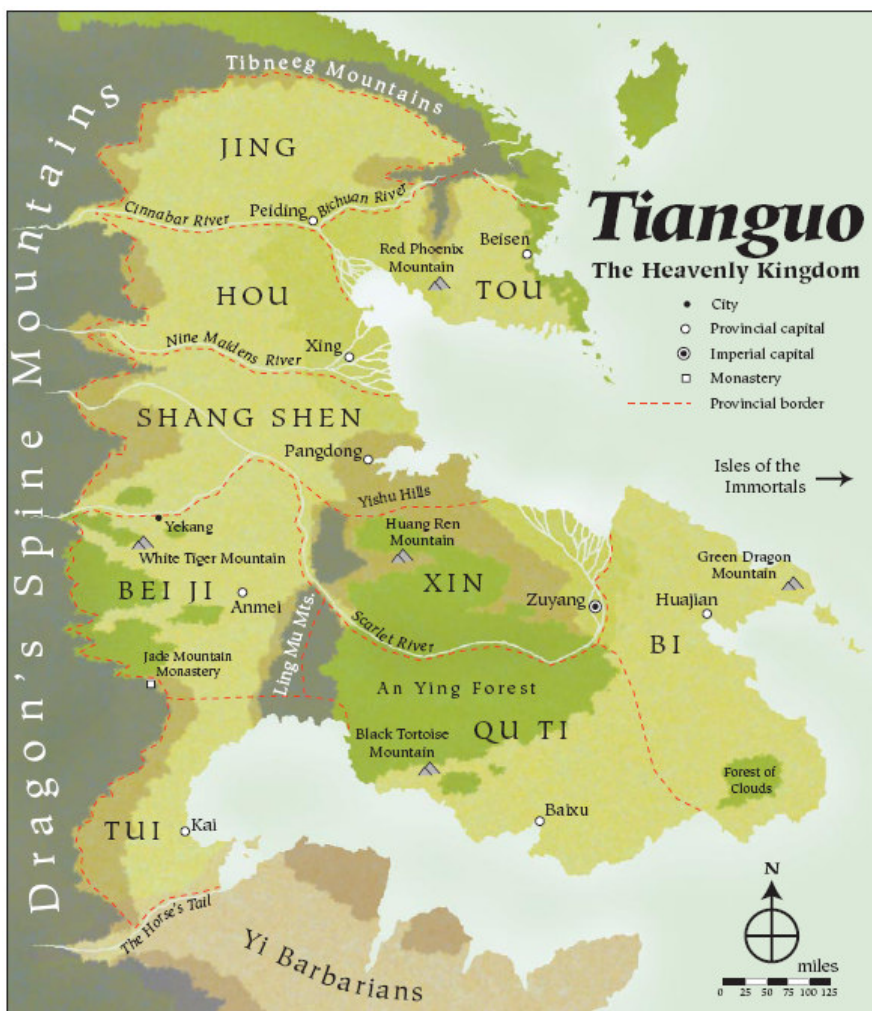 Tibneeg Mountains
Dragon's Spine Mountains
JING
Cinnabar River
Peiding
Bichuan River
Tianguo
The Heavenly Kingdom
City
Provincial capital
Imperial capital
Monastery
Provincial border
Red Phoenix
Mountain
Beisen
TOU
HOU
Nine Maidens River
Xing
SHANG SHEN
Pangdong
Yishu Hills
Isles of the
Immortals
Yekang
White Tiger Mountain
BEI JI
Anmei
Huang Ren
Mountain
XIN
Zuyang
Green Dragon
Mountain
Huajian
BI
Ling Mu Mts.
Scarlet River
Jade Mountain
Monastery
An Ying Forest
QU TI
Black Tortoise
Mountain
Forest of
Clouds
Baixu
TUI
Kai
The Horse's Tail
Yi Barbarians
N
miles
0 25 50 75 100 125